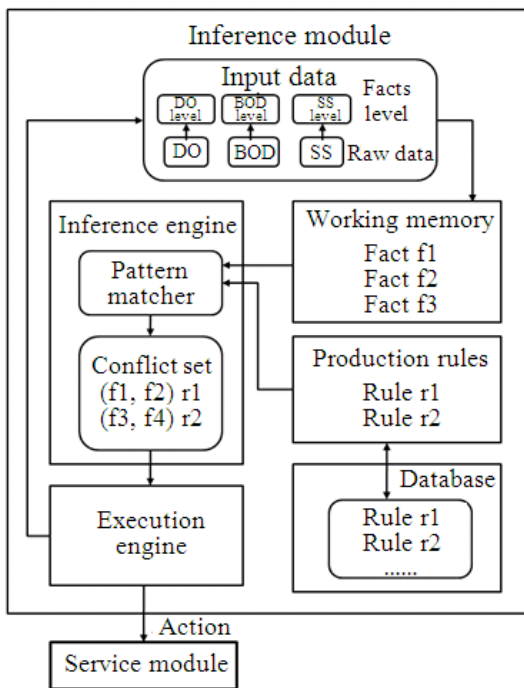 Inference module
Input data
DO level
BOD level
SS level
Facts level
DO
BOD
SS
Raw data
Inference engine
Pattern
matcher
Conflict set
(f1, f2) r1
(f3, f4) r2
Working memory
Fact f1
Fact f2
Fact f3
Production rules
Rule r1
Rule r2
Database
Rule r1
Rule r2
......
Execution
engine
Action
Service module